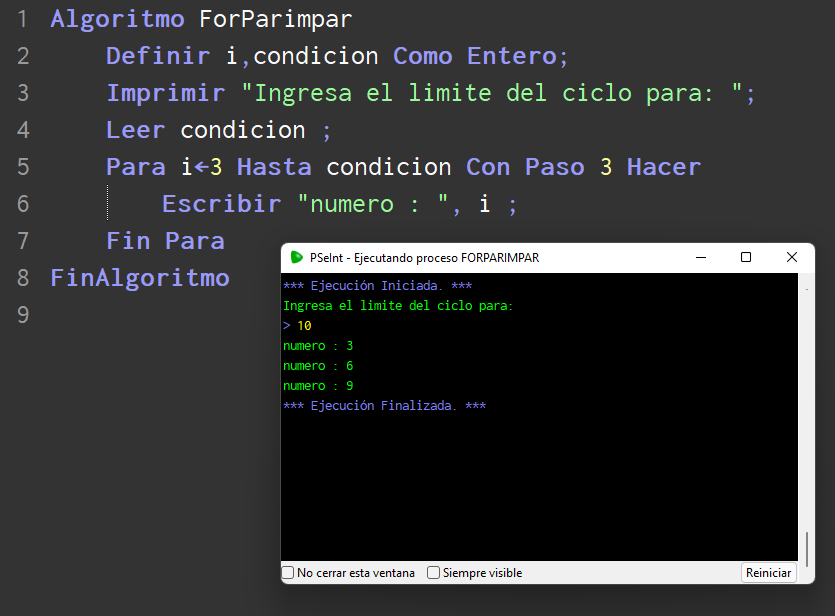 1 Algoritmo ForParimpar
2 Definir i,condicion Como Entero;
3 Imprimir "Ingresa el limite del ciclo para: ";
4 Leer condicion ;
5 Para i←3 Hasta condicion Con Paso 3 Hacer
6 Escribir "numero : ", i ;
7 Fin Para
8 FinAlgoritmo
9
PSeInt - Ejecutando proceso FORPARIMPAR
*** Ejecución Iniciada. ***
Ingresa el limite del ciclo para:
> 10
numero : 3
numero : 6
numero : 9
*** Ejecución Finalizada. ***
No cerrar esta ventana Siempre visible Reiniciar